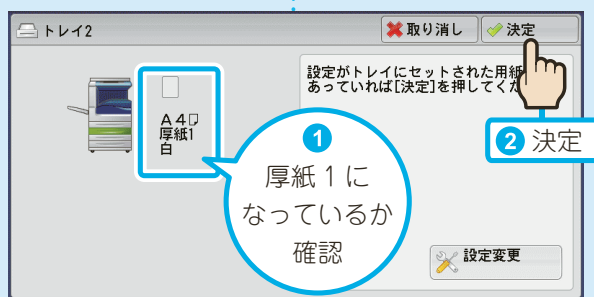 トレイ2
取り消し
決定
設定がトレイにセットされた用紙
あっていれば[決定]を押してくだ
A4
厚紙1
白
1
厚紙1に
なっているか
確認
2 決定
設定変更